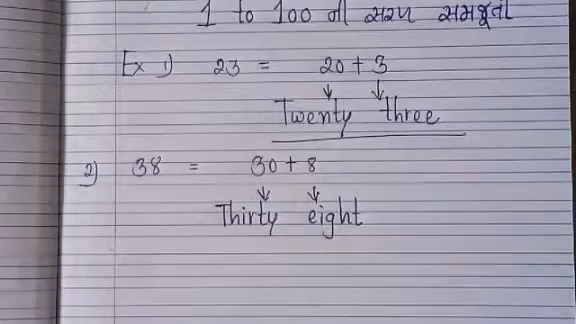 1 to 100 ની સરળ સમજૂતી
Ex 1) 23 = 20 + 3
↓ ↓
Twenty three
2) 38 = 30 + 8
↓ ↓
Thirty eight